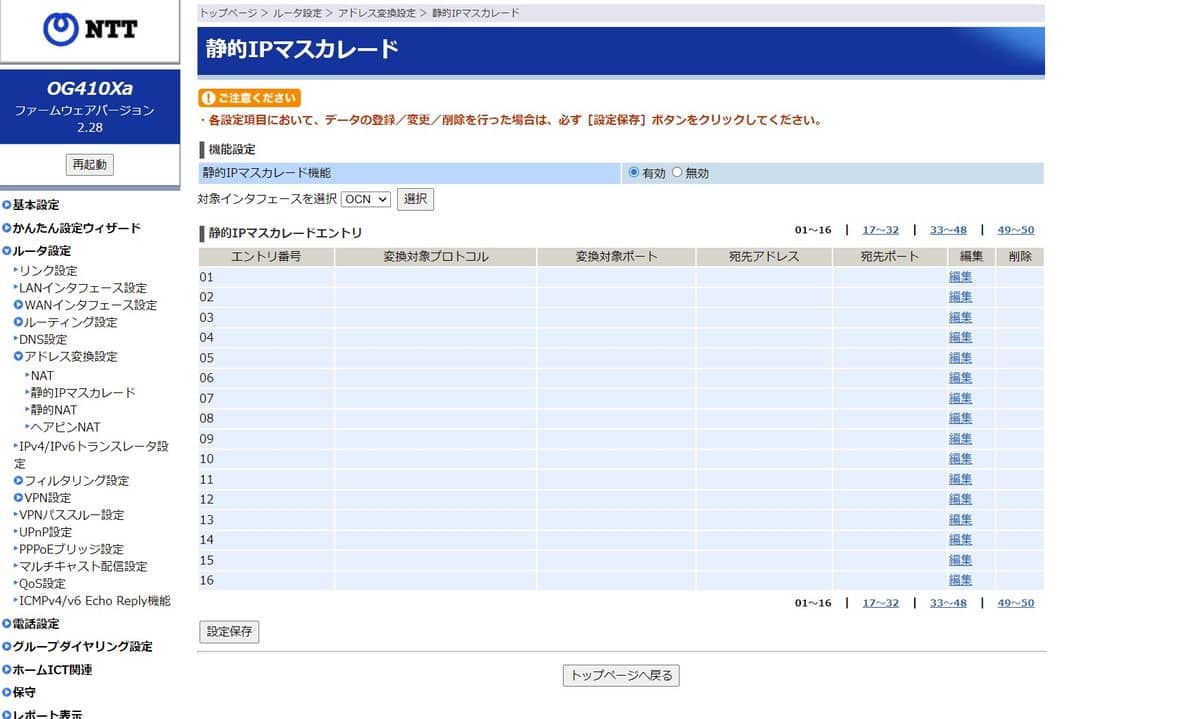 NTT
OG410Xa
ファームウェアバージョン
2.28
再起動
基本設定
かんたん設定ウィザード
ルータ設定
リンク設定
LANインタフェース設定
WANインタフェース設定
ルーティング設定
DNS設定
アドレス変換設定
NAT
静的IPマスカレード
静的NAT
ヘアピンNAT
IPv4/IPv6トランスレータ設
定
フィルタリング設定
VPN設定
VPNパススルー設定
UPnP設定
PPPoEブリッジ設定
マルチキャスト配信設定
QoS設定
ICMPv4/v6 Echo Reply機能
電話設定
グループダイヤリング設定
ホームICT関連
保守
レポート表示
トップページ > ルータ設定 > アドレス変換設定 > 静的IPマスカレード
静的IPマスカレード
ご注意ください
・各設定項目において、データの登録／変更／削除を行った場合は、必ず［設定保存］ボタンをクリックしてください。
機能設定
静的IPマスカレード機能 有効 無効
対象インタフェースを選択 OCN 選択
静的IPマスカレードエントリ 01～16 | 17～32 | 33～48 | 49～50
エントリ番号 変換対象プロトコル 変換対象ポート 宛先アドレス 宛先ポート 編集 削除
01 編集
02 編集
03 編集
04 編集
05 編集
06 編集
07 編集
08 編集
09 編集
10 編集
11 編集
12 編集
13 編集
14 編集
15 編集
16 編集
01～16 | 17～32 | 33～48 | 49～50
設定保存
トップページへ戻る